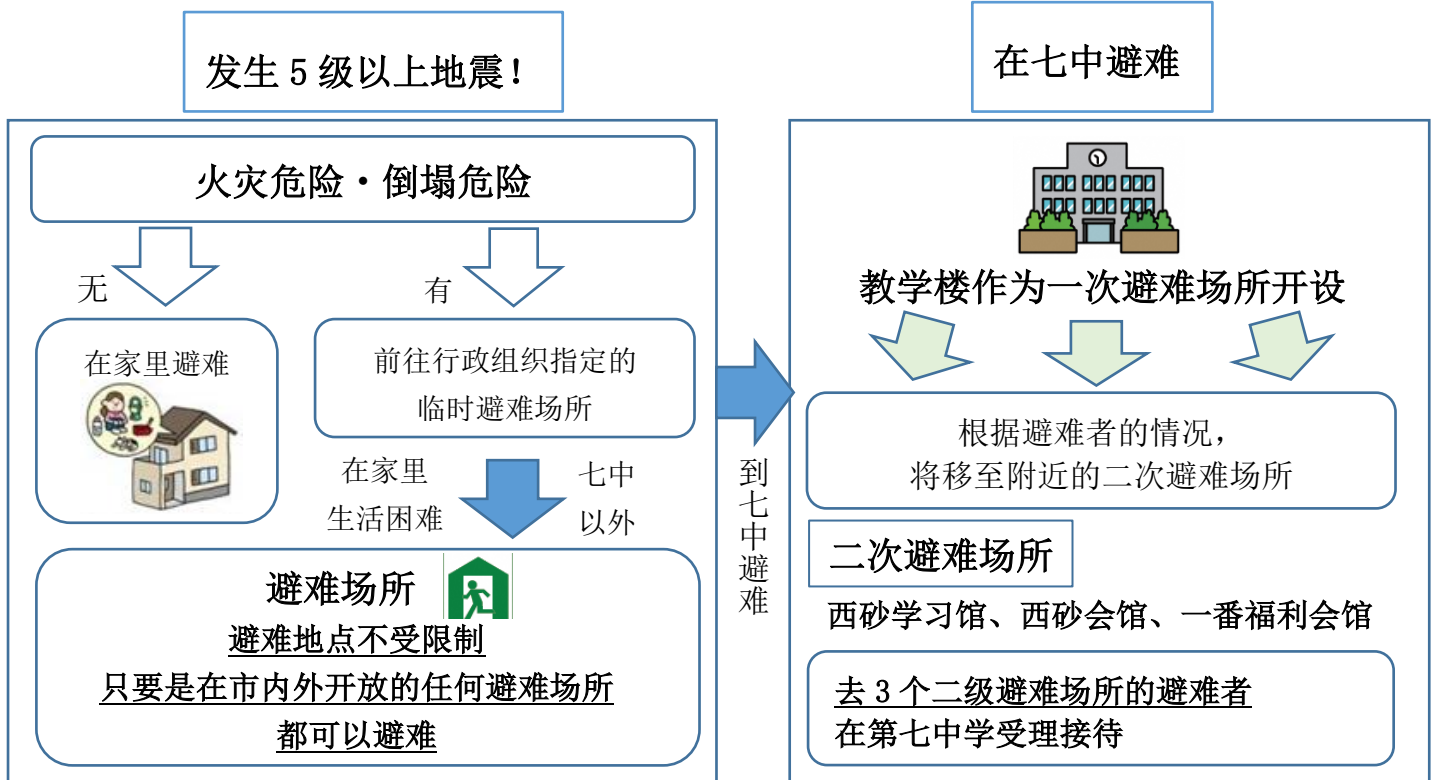 发生5级以上地震！
火灾危险・倒塌危险
无
有
在家里避难
前往行政组织指定的
临时避难场所
在家里
生活困难
七中
以外
避难场所
避难地点不受限制
只要是在市内外开放的任何避难场所
都可以避难
到七中避难
在七中避难
教学楼作为一次避难场所开设
根据避难者的情况，
将移至附近的二次避难场所
二次避难场所
西砂学习馆、西砂会馆、一番福利会馆
去3个二级避难场所的避难者
在第七中学受理接待